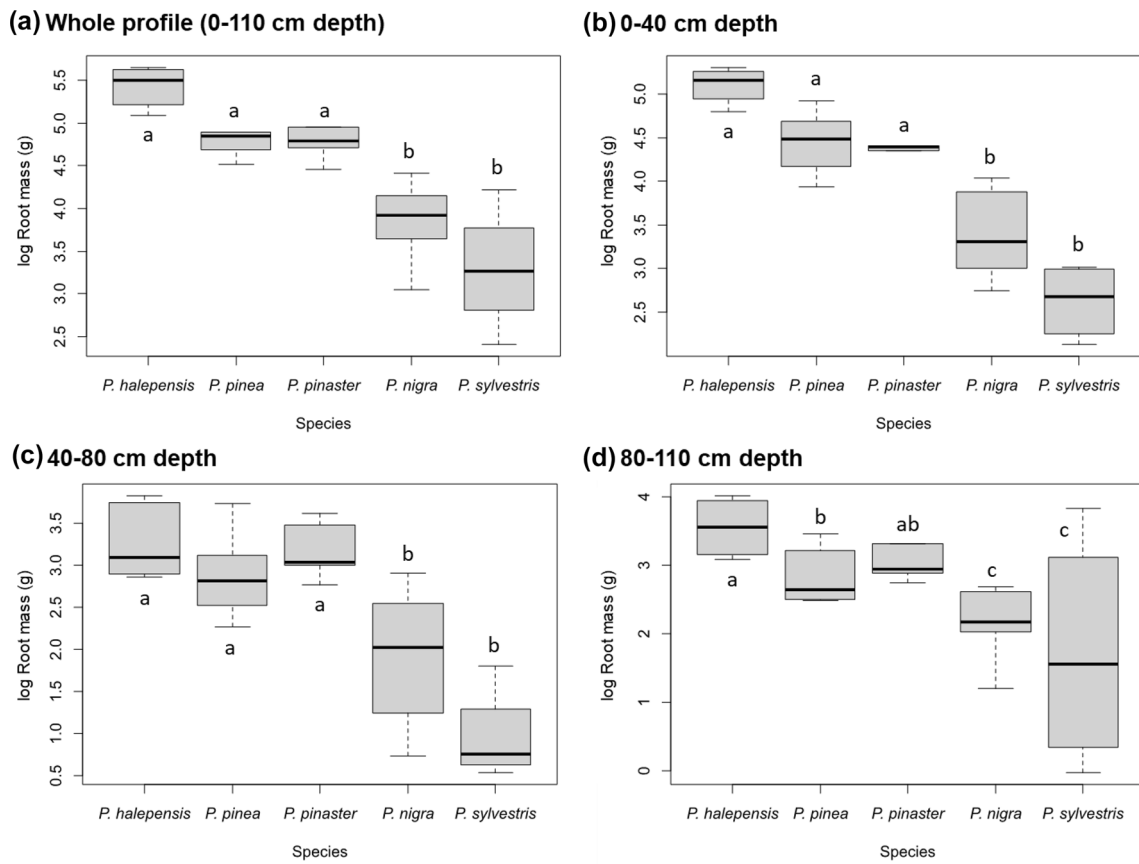 (a) Whole profile (0-110 cm depth)
log Root mass (g)
5.5
5.0
4.5
4.0
3.5
3.0
2.5
a
a
a
b
b
P. halepensis P. pinea P. pinaster P. nigra P. sylvestris
Species
(b) 0-40 cm depth
log Root mass (g)
5.0
4.5
4.0
3.5
3.0
2.5
a
a
a
b
b
P. halepensis P. pinea P. pinaster P. nigra P. sylvestris
Species
(c) 40-80 cm depth
log Root mass (g)
3.5
3.0
2.5
2.0
1.5
1.0
0.5
a
a
a
b
b
P. halepensis P. pinea P. pinaster P. nigra P. sylvestris
Species
(d) 80-110 cm depth
log Root mass (g)
4
3
2
1
0
a
b
ab
c
c
P. halepensis P. pinea P. pinaster P. nigra P. sylvestris
Species